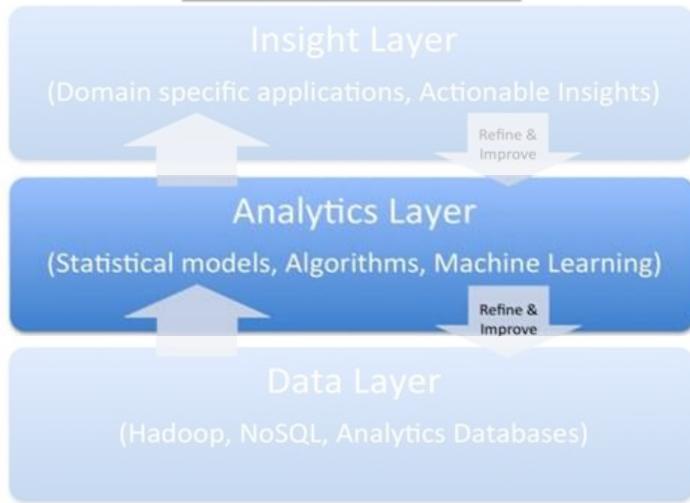 Insight Layer
(Domain specific applications, Actionable Insights)
Refine &
Improve
Analytics Layer
(Statistical models, Algorithms, Machine Learning)
Refine &
Improve
Data Layer
(Hadoop, NoSQL, Analytics Databases)